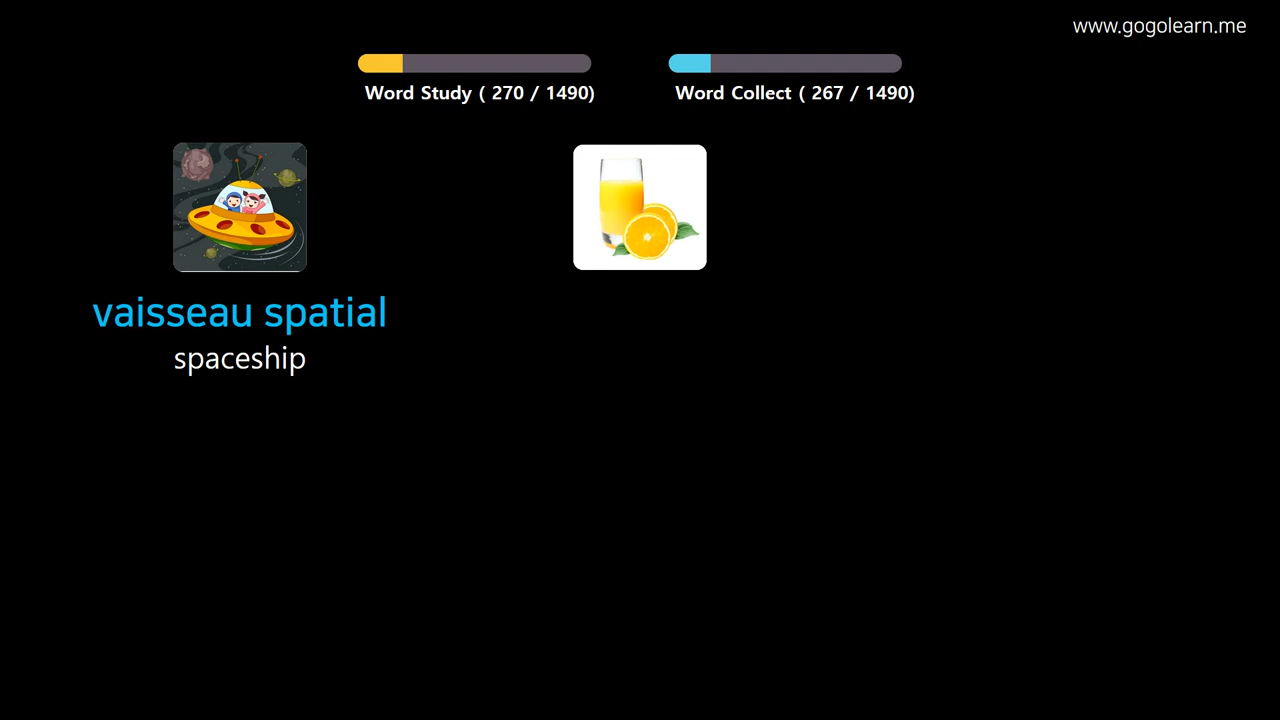 www.gogolearn.me
Word Study ( 270 / 1490)
Word Collect ( 267 / 1490)
vaisseau spatial
spaceship